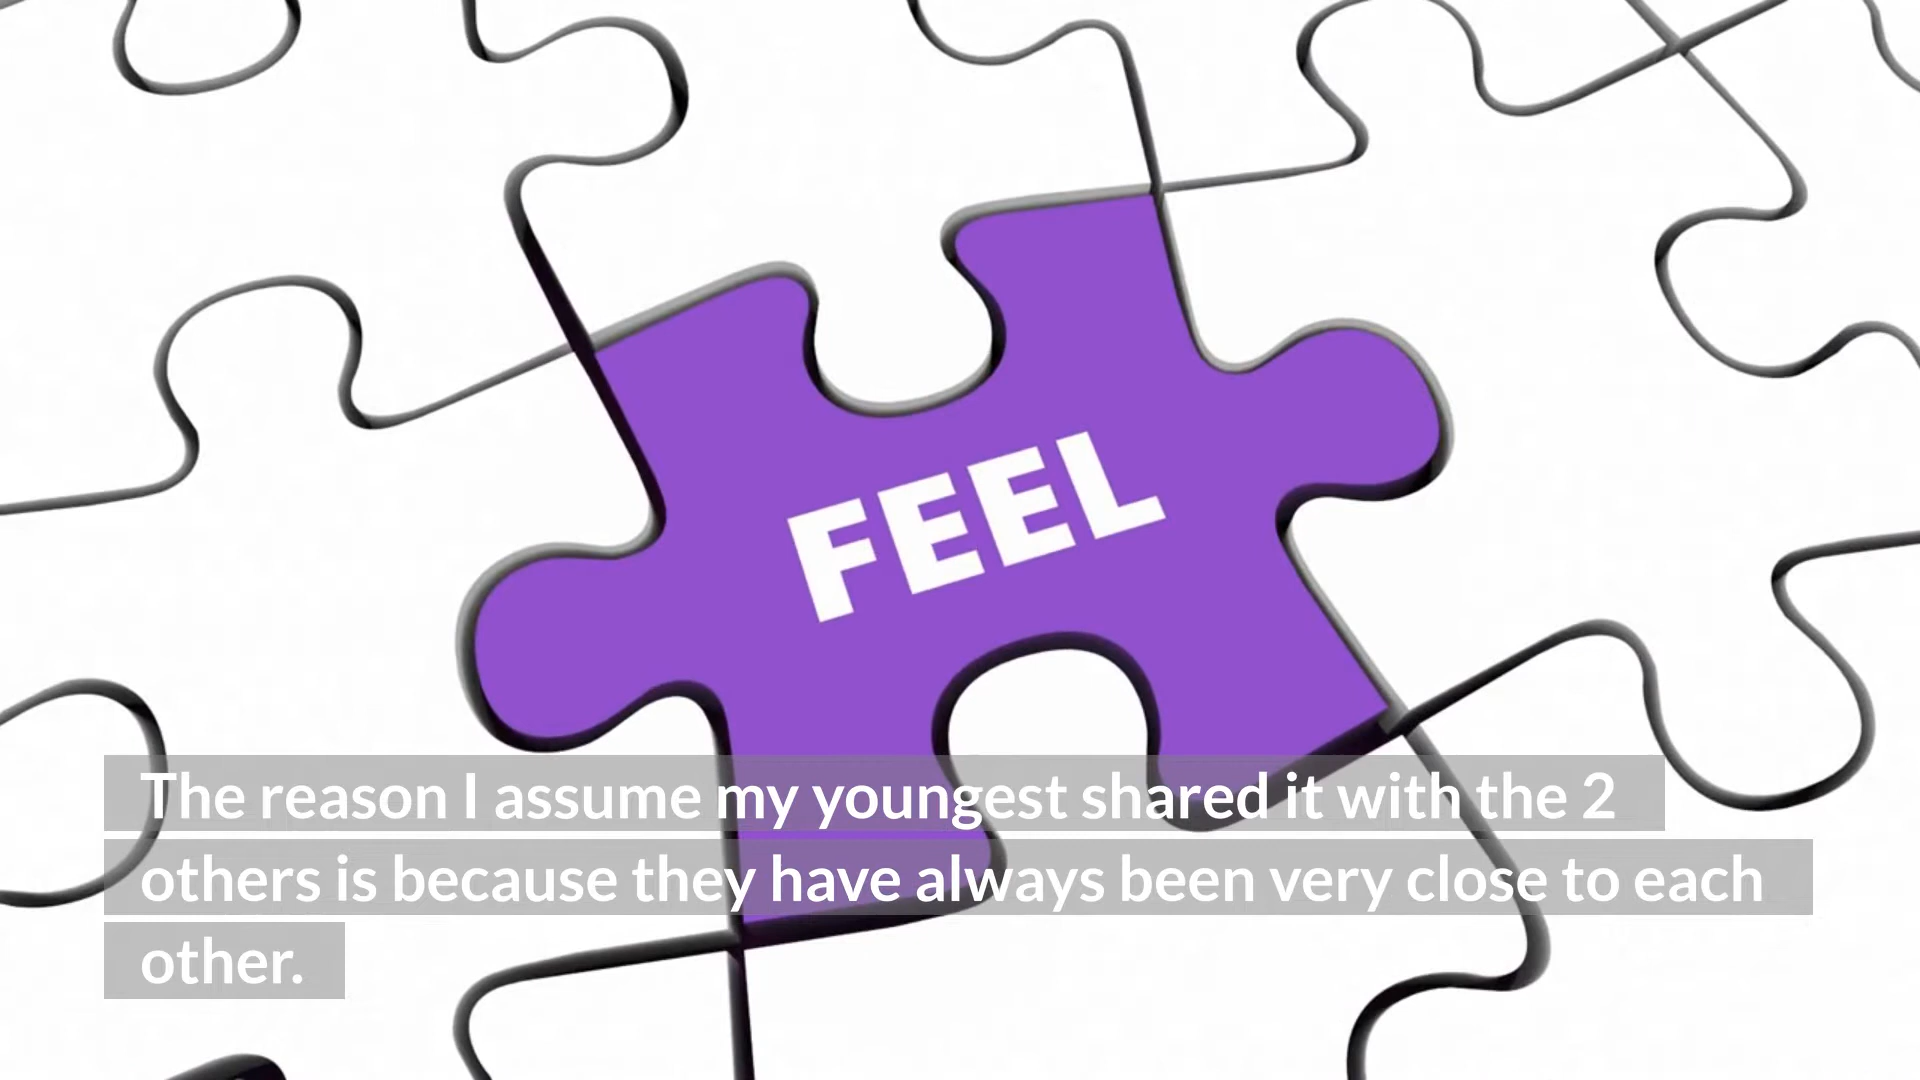 FEEL
The reason I assume my youngest shared it with the 2
others is because they have always been very close to each
other.